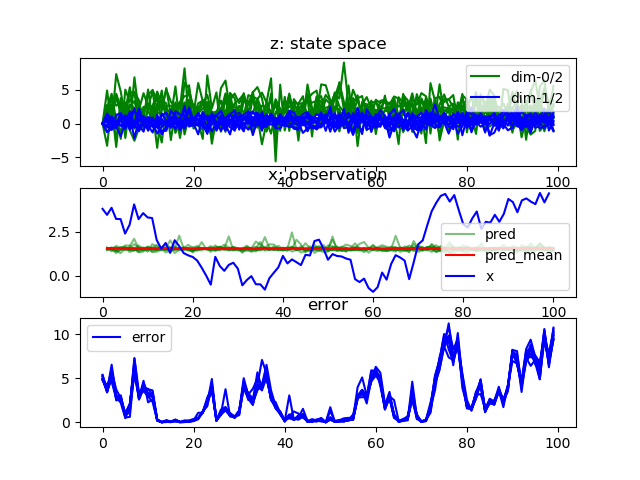 z: state space
5
0
−5
dim-0/2
dim-1/2
0 20 40 60 80 100
x: observation
2.5
0.0
pred
pred_mean
x
0 20 40 60 80 100
error
10
5
0
error
0 20 40 60 80 100